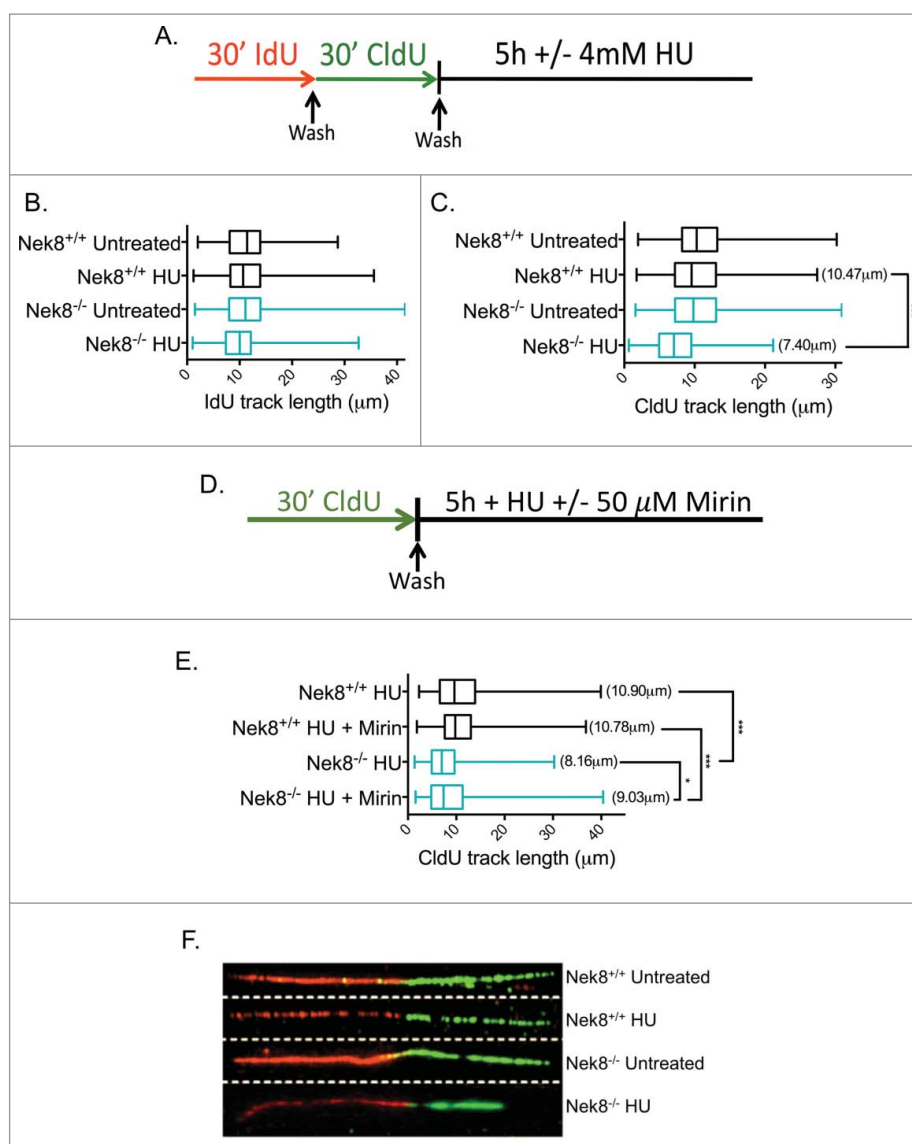 A.
30’ IdU 30’ CldU 5h +/- 4mM HU
Wash Wash
B.
Nek8+/+ Untreated
Nek8+/+ HU
Nek8-/- Untreated
Nek8-/- HU
0 10 20 30 40
IdU track length (μm)
C.
Nek8+/+ Untreated
Nek8+/+ HU (10.47μm)
Nek8-/- Untreated
Nek8-/- HU (7.40μm)
0 10 20 30
CldU track length (μm)
D.
30’ CldU 5h + HU +/- 50 μM Mirin
Wash
E.
Nek8+/+ HU (10.90μm)
***
Nek8+/+ HU + Mirin (10.78μm)
***
Nek8-/- HU (8.16μm)
*
Nek8-/- HU + Mirin (9.03μm)
0 10 20 30 40
CldU track length (μm)
F.
Nek8+/+ Untreated
Nek8+/+ HU
Nek8-/- Untreated
Nek8-/- HU